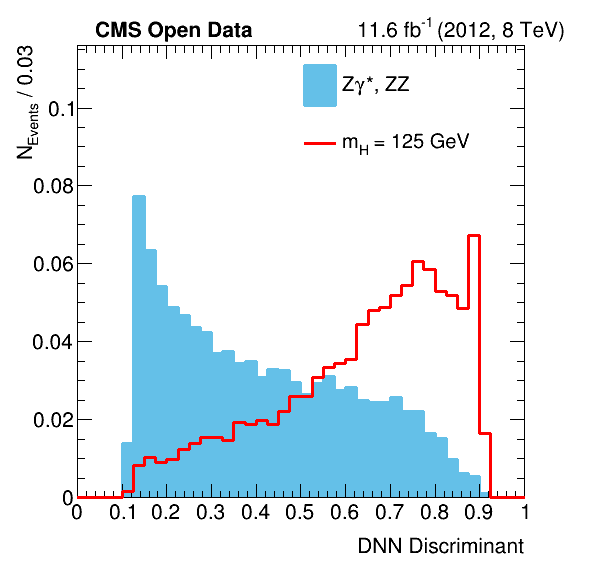 CMS Open Data 11.6 fb-1 (2012, 8 TeV)
NEvents / 0.03
Zγ*, ZZ
mH = 125 GeV
0.1
0.08
0.06
0.04
0.02
0
0 0.1 0.2 0.3 0.4 0.5 0.6 0.7 0.8 0.9 1
DNN Discriminant